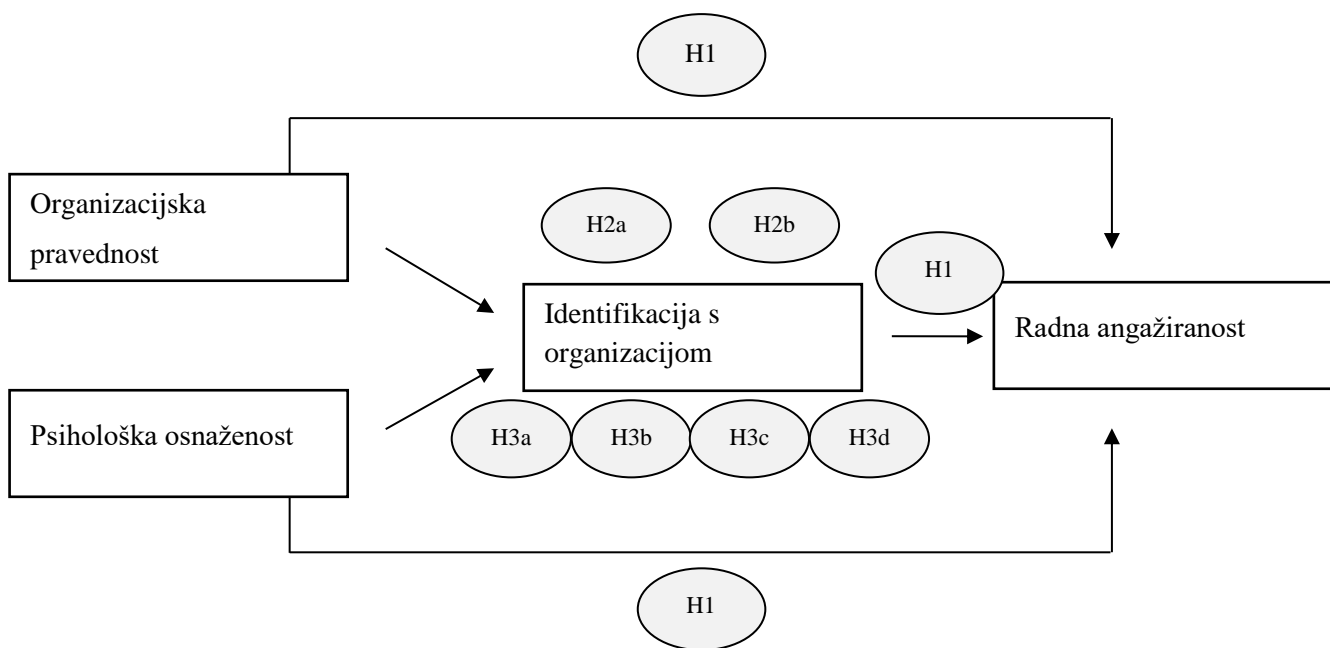 H1
Organizacijska
pravednost
H2a
H2b
H1
Identifikacija s
organizacijom
Radna angažiranost
Psihološka osnaženost
H3a
H3b
H3c
H3d
H1